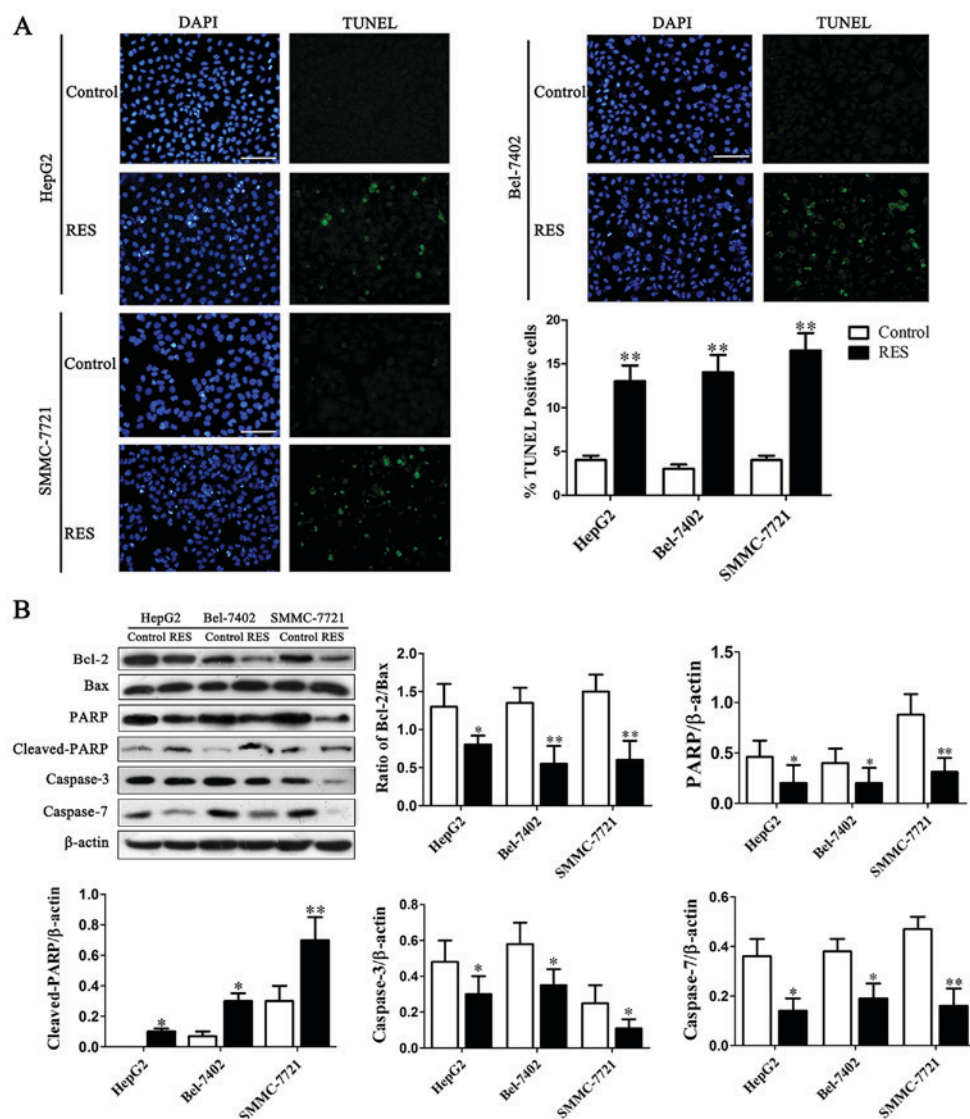 A
DAPI
TUNEL
HepG2
Control
RES
SMMC-7721
Control
RES
DAPI
TUNEL
Bel-7402
Control
RES
% TUNEL Positive cells
20
15
10
5
0
** ** **
Control
RES
HepG2
Bel-7402
SMMC-7721
B
HepG2 Bel-7402 SMMC-7721
Control RES Control RES Control RES
Bcl-2
Bax
PARP
Cleaved-PARP
Caspase-3
Caspase-7
β-actin
Ratio of Bcl-2/Bax
2.0
1.5
1.0
0.5
0.0
* ** **
HepG2
Bel-7402
SMMC-7721
PARP/β-actin
1.5
1.0
0.5
0.0
* * **
HepG2
Bel-7402
SMMC-7721
Cleaved-PARP/β-actin
1.0
0.8
0.6
0.4
0.2
0.0
* * **
HepG2
Bel-7402
SMMC-7721
Caspase-3/β-actin
0.8
0.6
0.4
0.2
0.0
* * *
HepG2
Bel-7402
SMMC-7721
Caspase-7/β-actin
0.6
0.4
0.2
0.0
* * **
HepG2
Bel-7402
SMMC-7721